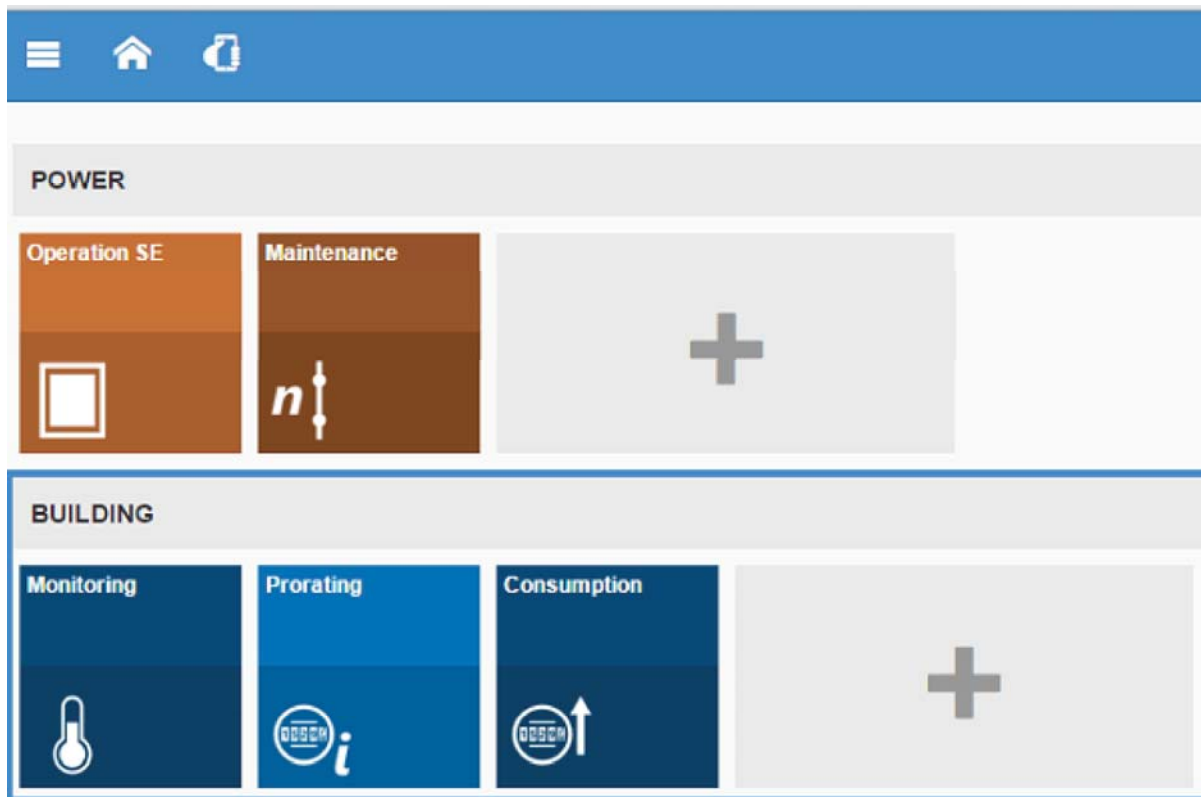 POWER
Operation SE
Maintenance
n
BUILDING
Monitoring
Prorating
Consumption
i